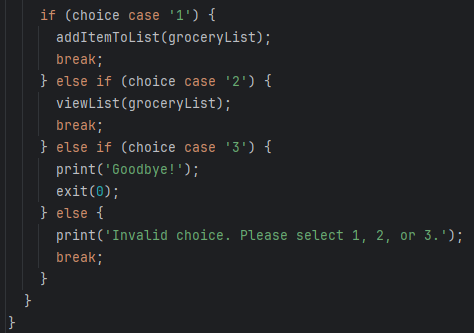 if (choice case '1') {
addItemToList(groceryList);
break;
} else if (choice case '2') {
viewList(groceryList);
break;
} else if (choice case '3') {
print('Goodbye!');
exit(0);
} else {
print('Invalid choice. Please select 1, 2, or 3.');
break;
}
}
}